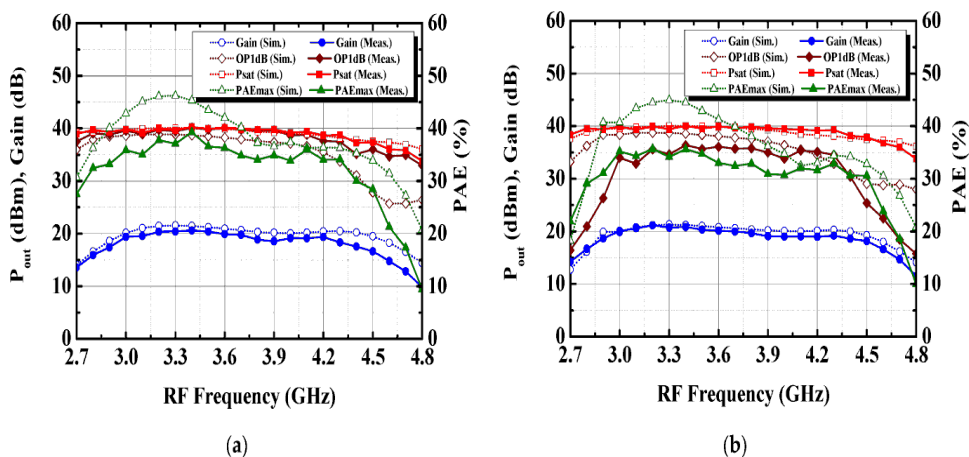 P_out (dBm), Gain (dB)
60
50
40
30
20
10
0
2.7 3.0 3.3 3.6 3.9 4.2 4.5 4.8
RF Frequency (GHz)
60
50
40
30
20
10
0
PAE (%)
Gain (Sim.) Gain (Meas.)
OP1dB (Sim.) OP1dB (Meas.)
Psat (Sim.) Psat (Meas.)
PAEmax (Sim.) PAEmax (Meas.)
(a)
P_out (dBm), Gain (dB)
60
50
40
30
20
10
0
2.7 3.0 3.3 3.6 3.9 4.2 4.5 4.8
RF Frequency (GHz)
60
50
40
30
20
10
0
PAE (%)
Gain (Sim.) Gain (Meas.)
OP1dB (Sim.) OP1dB (Meas.)
Psat (Sim.) Psat (Meas.)
PAEmax (Sim.) PAEmax (Meas.)
(b)